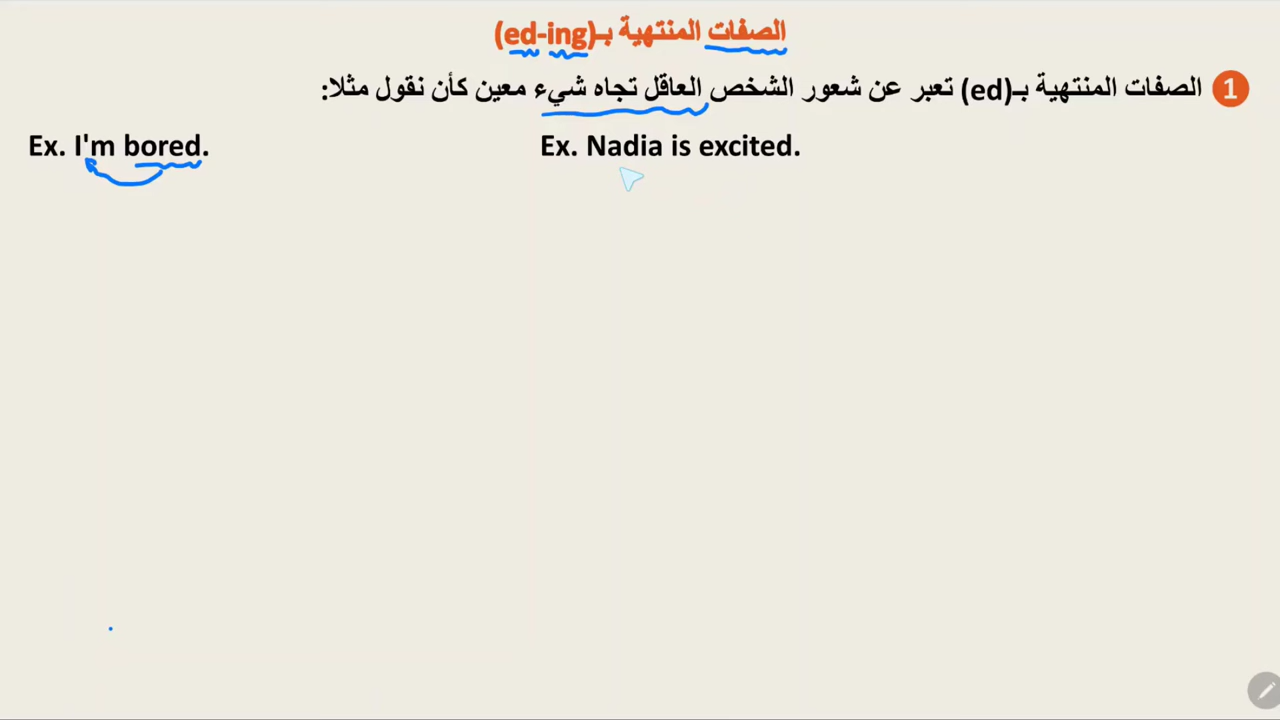 الصفات المنتهية بـ(ed-ing)
1 الصفات المنتهية بـ(ed) تعبر عن شعور الشخص العاقل تجاه شيء معين كأن نقول مثلا:
Ex. I'm bored.
Ex. Nadia is excited.